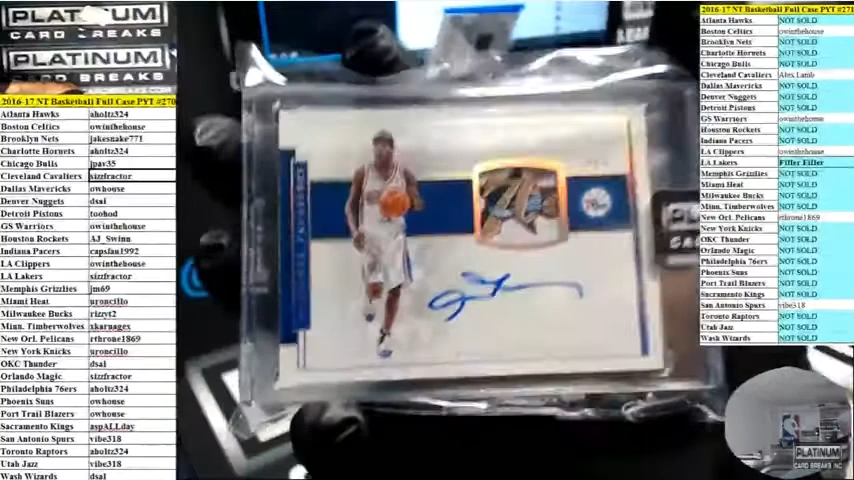 PLATINUM
CARD BREAKS
PLATINUM
CARD BREAKS
2016-17 NT Basketball Full Case PYT #270
Atlanta Hawks aholtz324
Boston Celtics owinthehouse
Brooklyn Nets jakesnake771
Charlotte Hornets aholtz324
Chicago Bulls jpav35
Cleveland Cavaliers sizzfractor
Dallas Mavericks owhouse
Denver Nuggets dsal
Detroit Pistons toohod
GS Warriors owinthehouse
Houston Rockets AJ_Swinn
Indiana Pacers capsfan1992
LA Clippers owinthehouse
LA Lakers sizzfractor
Memphis Grizzlies jm69
Miami Heat uroncillo
Milwaukee Bucks rizzyt2
Minn. Timberwolves xkarnagex
New Orl. Pelicans rthrone1869
New York Knicks uroncillo
OKC Thunder dsal
Orlando Magic sizzfractor
Philadelphia 76ers aholtz324
Phoenix Suns owhouse
Port Trail Blazers owhouse
Sacramento Kings aspALLday
San Antonio Spurs vibe318
Toronto Raptors aholtz324
Utah Jazz vibe318
Wash Wizards dsal
2016-17 NT Basketball Full Case PYT #271
Atlanta Hawks NOT SOLD
Boston Celtics owinthehouse
Brooklyn Nets NOT SOLD
Charlotte Hornets NOT SOLD
Chicago Bulls NOT SOLD
Cleveland Cavaliers Alex Lamb
Dallas Mavericks NOT SOLD
Denver Nuggets NOT SOLD
Detroit Pistons NOT SOLD
GS Warriors owinthehouse
Houston Rockets NOT SOLD
Indiana Pacers NOT SOLD
LA Clippers owinthehouse
LA Lakers Filler Filler
Memphis Grizzlies NOT SOLD
Miami Heat NOT SOLD
Milwaukee Bucks NOT SOLD
Minn. Timberwolves NOT SOLD
New Orl. Pelicans rthrone1869
New York Knicks NOT SOLD
OKC Thunder NOT SOLD
Orlando Magic NOT SOLD
Philadelphia 76ers NOT SOLD
Phoenix Suns NOT SOLD
Port Trail Blazers NOT SOLD
Sacramento Kings NOT SOLD
San Antonio Spurs vibe318
Toronto Raptors NOT SOLD
Utah Jazz NOT SOLD
Wash Wizards NOT SOLD
PLATINUM
CARD BREAKS INC